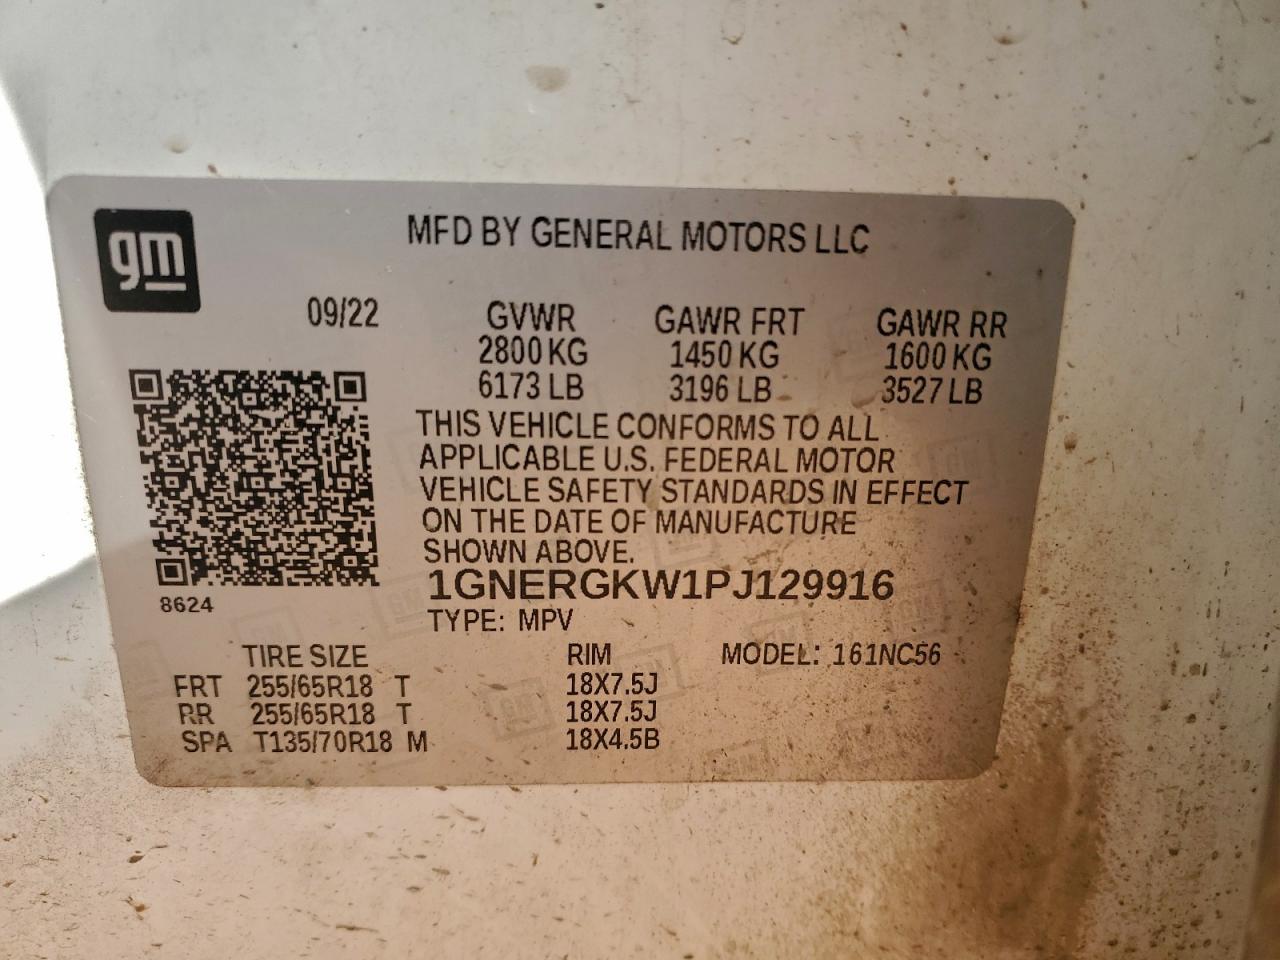 gm
MFD BY GENERAL MOTORS LLC
09/22 GVWR GAWR FRT GAWR RR
2800 KG 1450 KG 1600 KG
6173 LB 3196 LB 3527 LB
THIS VEHICLE CONFORMS TO ALL
APPLICABLE U.S. FEDERAL MOTOR
VEHICLE SAFETY STANDARDS IN EFFECT
ON THE DATE OF MANUFACTURE
SHOWN ABOVE.
1GNERGKW1PJ129916
8624
TYPE: MPV
TIRE SIZE RIM MODEL: 161NC56
FRT 255/65R18 T 18X7.5J
RR 255/65R18 T 18X7.5J
SPA T135/70R18 M 18X4.5B